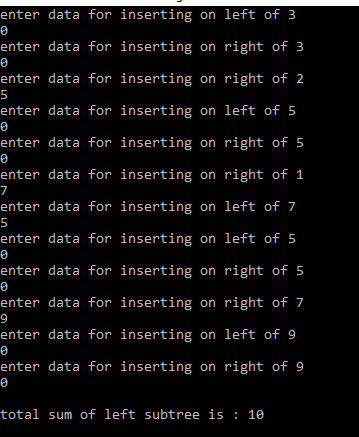 enter data for inserting on left of 3
0
enter data for inserting on right of 3
0
enter data for inserting on right of 2
5
enter data for inserting on left of 5
0
enter data for inserting on right of 5
0
enter data for inserting on right of 1
7
enter data for inserting on left of 7
5
enter data for inserting on left of 5
0
enter data for inserting on right of 5
0
enter data for inserting on right of 7
9
enter data for inserting on left of 9
0
enter data for inserting on right of 9
0
total sum of left subtree is : 10